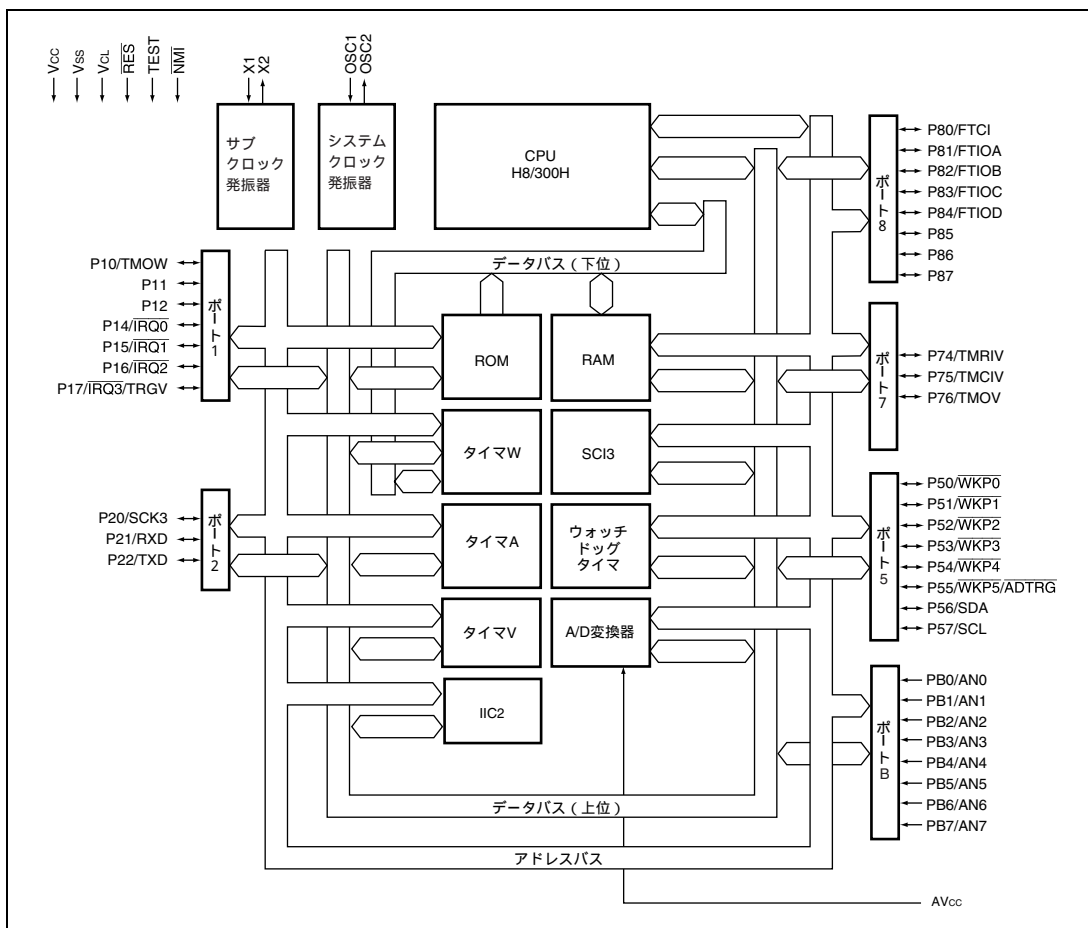 Vcc
Vss
VCL
RES
TEST
NMI
X1
X2
OSC1
OSC2
サブ
クロック
発振器
システム
クロック
発振器
CPU
H8/300H
データバス（下位）
P10/TMOW
P11
P12
P14/IRQ0
P15/IRQ1
P16/IRQ2
P17/IRQ3/TRGV
ポート1
P20/SCK3
P21/RXD
P22/TXD
ポート2
ROM
RAM
タイマW
SCI3
タイマA
ウォッチ
ドッグ
タイマ
タイマV
A/D変換器
IIC2
データバス（上位）
アドレスバス
ポート8
P80/FTCI
P81/FTIOA
P82/FTIOB
P83/FTIOC
P84/FTIOD
P85
P86
P87
ポート7
P74/TMRIV
P75/TMCIV
P76/TMOV
ポート5
P50/WKP0
P51/WKP1
P52/WKP2
P53/WKP3
P54/WKP4
P55/WKP5/ADTRG
P56/SDA
P57/SCL
ポートB
PB0/AN0
PB1/AN1
PB2/AN2
PB3/AN3
PB4/AN4
PB5/AN5
PB6/AN6
PB7/AN7
AVcc